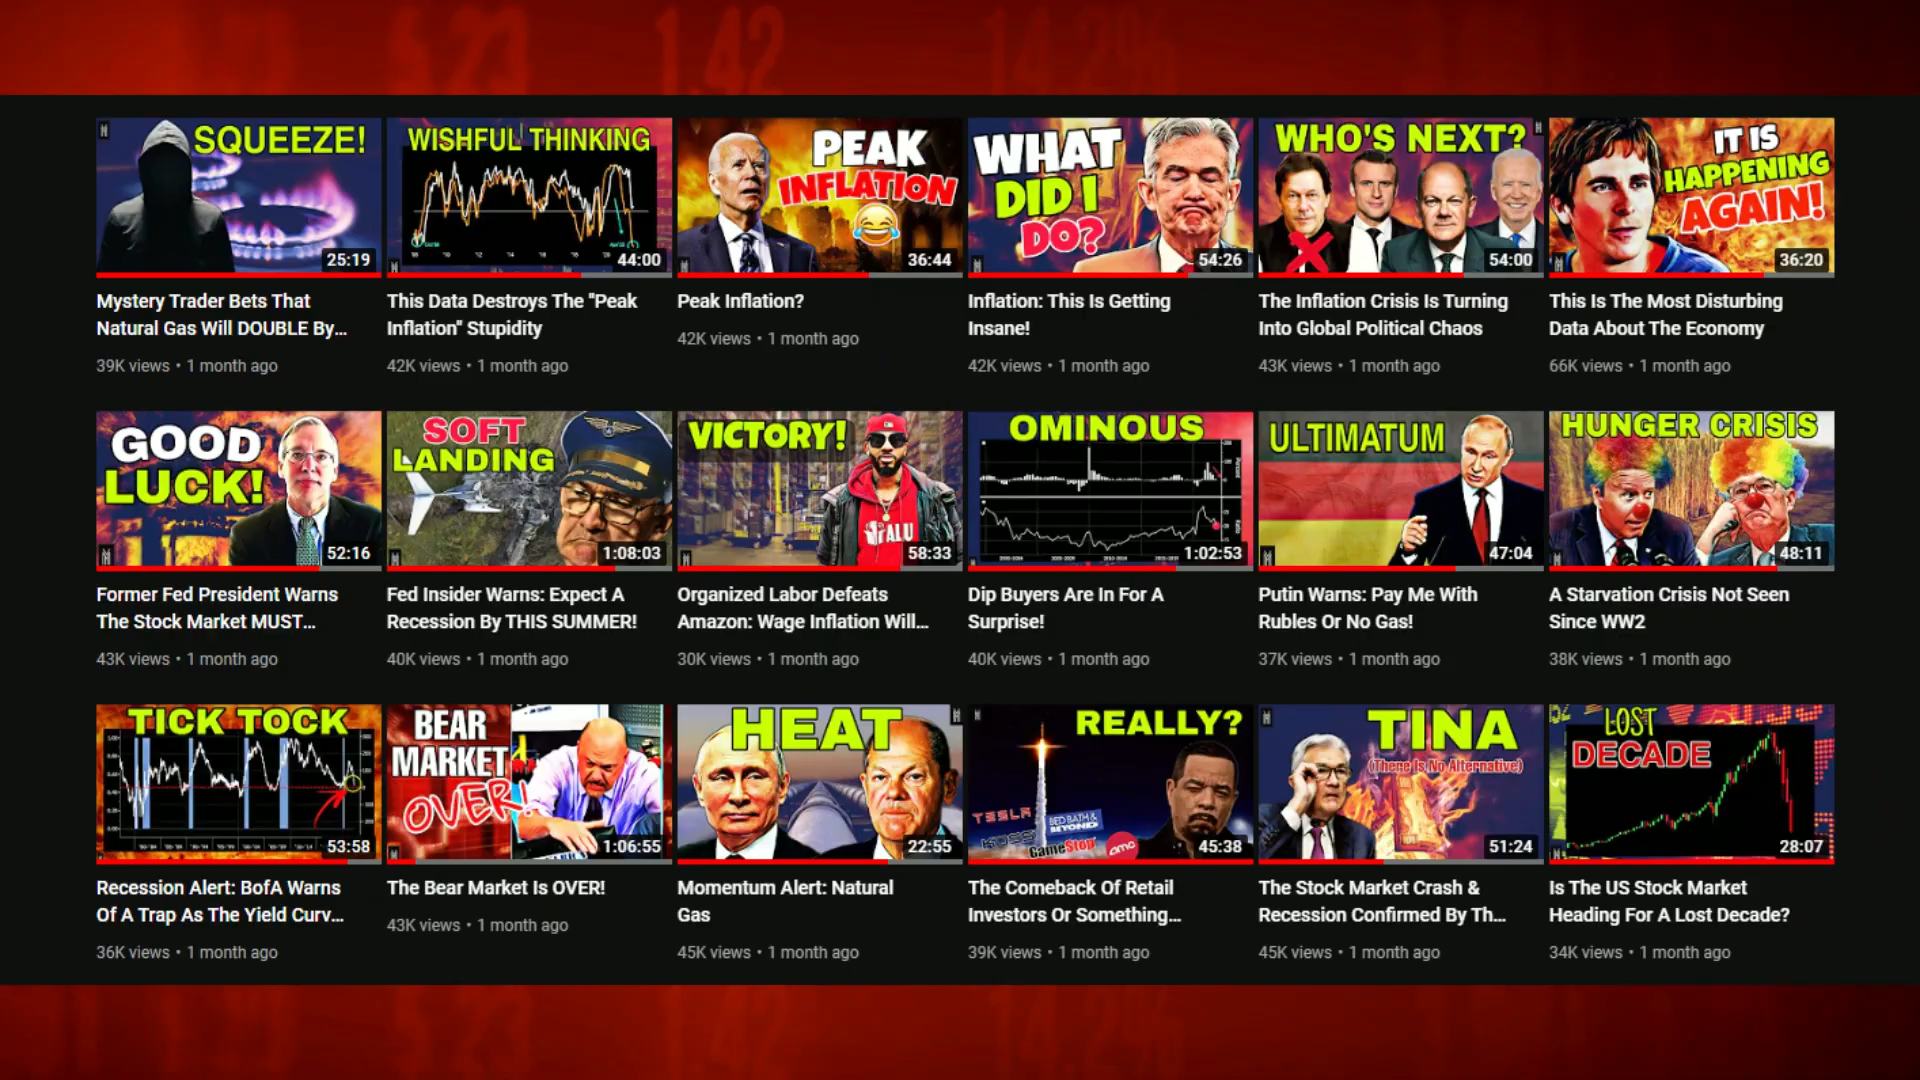 5.23
1.42
14.2%
SQUEEZE!
25:19
Mystery Trader Bets That
Natural Gas Will DOUBLE By...
39K views • 1 month ago
WISHFUL THINKING
44:00
This Data Destroys The "Peak
Inflation" Stupidity
42K views • 1 month ago
PEAK
INFLATION
36:44
Peak Inflation?
42K views • 1 month ago
WHAT
DID I
DO?
54:26
Inflation: This Is Getting
Insane!
42K views • 1 month ago
WHO'S NEXT?
54:00
The Inflation Crisis Is Turning
Into Global Political Chaos
43K views • 1 month ago
IT IS
HAPPENING
AGAIN!
36:20
This Is The Most Disturbing
Data About The Economy
66K views • 1 month ago
GOOD
LUCK!
52:16
Former Fed President Warns
The Stock Market MUST...
43K views • 1 month ago
SOFT
LANDING
1:08:03
Fed Insider Warns: Expect A
Recession By THIS SUMMER!
40K views • 1 month ago
VICTORY!
ALU
58:33
Organized Labor Defeats
Amazon: Wage Inflation Will...
30K views • 1 month ago
OMINOUS
1:02:53
Dip Buyers Are In For A
Surprise!
40K views • 1 month ago
ULTIMATUM
47:04
Putin Warns: Pay Me With
Rubles Or No Gas!
37K views • 1 month ago
HUNGER CRISIS
48:11
A Starvation Crisis Not Seen
Since WW2
38K views • 1 month ago
TICK TOCK
53:58
Recession Alert: BofA Warns
Of A Trap As The Yield Curv...
36K views • 1 month ago
BEAR
MARKET
OVER!
1:06:55
The Bear Market Is OVER!
43K views • 1 month ago
HEAT
22:55
Momentum Alert: Natural
Gas
45K views • 1 month ago
REALLY?
TESLA
BED BATH &
BEYOND
KOSS
GameStop
amc
45:38
The Comeback Of Retail
Investors Or Something...
39K views • 1 month ago
TINA
(There Is No Alternative)
51:24
The Stock Market Crash &
Recession Confirmed By Th...
45K views • 1 month ago
LOST
DECADE
28:07
Is The US Stock Market
Heading For A Lost Decade?
34K views • 1 month ago
1.42
14.2%